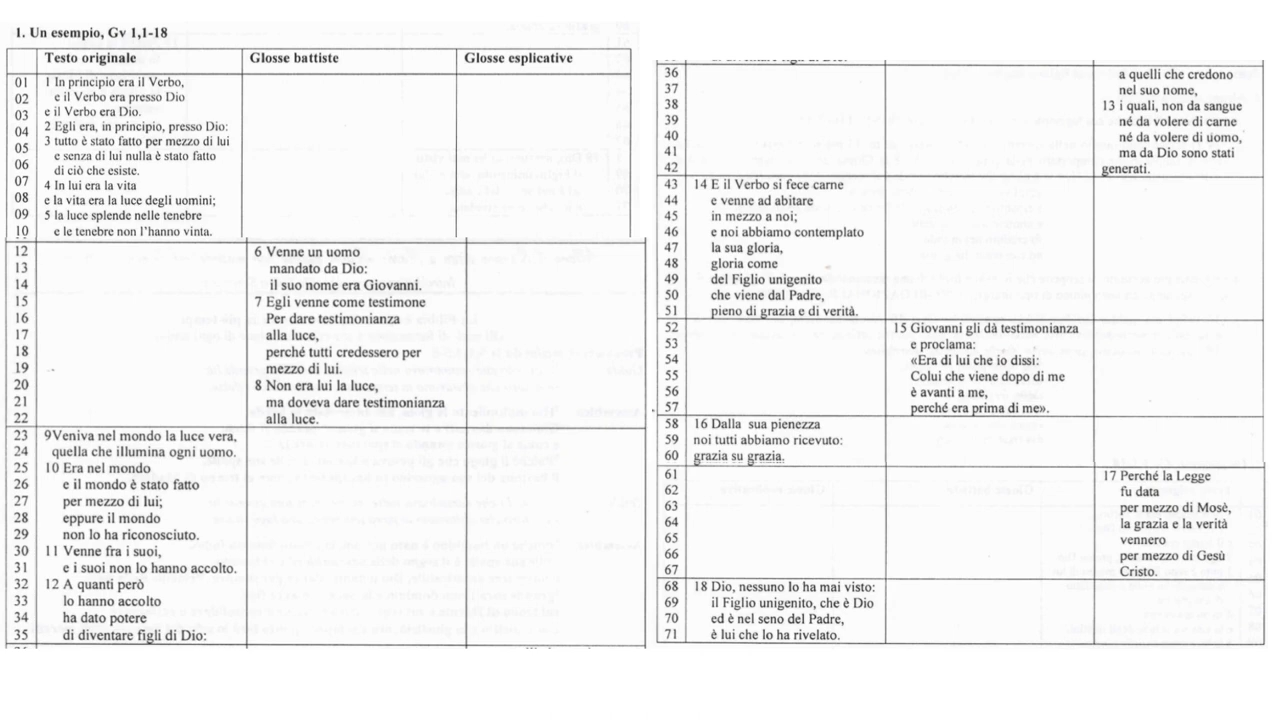 1. Un esempio, Gv 1,1-18
Testo originale Glosse battiste Glosse esplicative
01 1 In principio era il Verbo,
02 e il Verbo era presso Dio
03 e il Verbo era Dio.
04 2 Egli era, in principio, presso Dio:
05 3 tutto è stato fatto per mezzo di lui
06 e senza di lui nulla è stato fatto
di ciò che esiste.
07 4 In lui era la vita
08 e la vita era la luce degli uomini;
09 5 la luce splende nelle tenebre
10 e le tenebre non l'hanno vinta.
12 6 Venne un uomo
13 mandato da Dio:
14 il suo nome era Giovanni.
15 7 Egli venne come testimone
16 Per dare testimonianza
17 alla luce,
18 perché tutti credessero per
19 mezzo di lui.
20 8 Non era lui la luce,
21 ma doveva dare testimonianza
22 alla luce.
23 9Veniva nel mondo la luce vera,
24 quella che illumina ogni uomo.
25 10 Era nel mondo
26 e il mondo è stato fatto
27 per mezzo di lui;
28 eppure il mondo
29 non lo ha riconosciuto.
30 11 Venne fra i suoi,
31 e i suoi non lo hanno accolto.
32 12 A quanti però
33 lo hanno accolto
34 ha dato potere
35 di diventare figli di Dio:
36 a quelli che credono
37 nel suo nome,
38 13 i quali, non da sangue
39 né da volere di carne
40 né da volere di uomo,
41 ma da Dio sono stati
42 generati.
43 14 E il Verbo si fece carne
44 e venne ad abitare
45 in mezzo a noi;
46 e noi abbiamo contemplato
47 la sua gloria,
48 gloria come
49 del Figlio unigenito
50 che viene dal Padre,
51 pieno di grazia e di verità.
52 15 Giovanni gli dà testimonianza
53 e proclama:
54 «Era di lui che io dissi:
55 Colui che viene dopo di me
56 è avanti a me,
57 perché era prima di me».
58 16 Dalla sua pienezza
59 noi tutti abbiamo ricevuto:
60 grazia su grazia.
61 17 Perché la Legge
62 fu data
63 per mezzo di Mosè,
64 la grazia e la verità
65 vennero
66 per mezzo di Gesù
67 Cristo.
68 18 Dio, nessuno lo ha mai visto:
69 il Figlio unigenito, che è Dio
70 ed è nel seno del Padre,
71 è lui che lo ha rivelato.